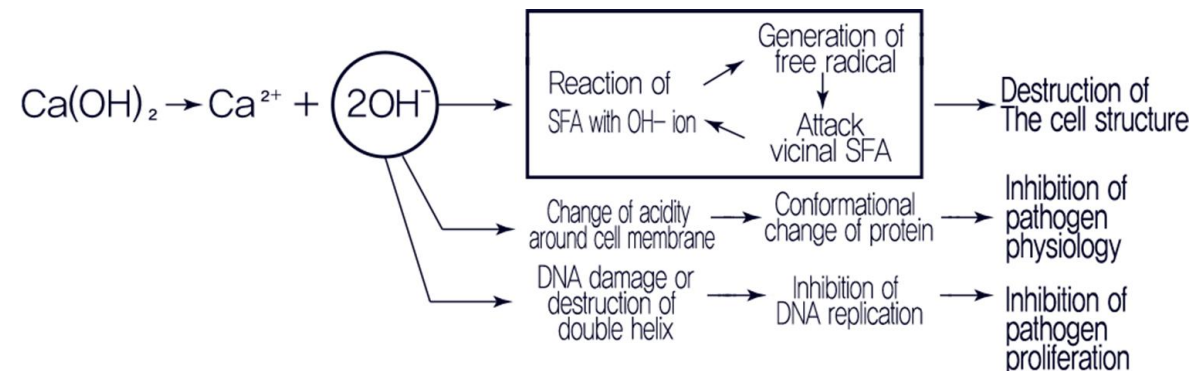 Ca(OH)₂ → Ca²⁺ + 2OH⁻
Reaction of
SFA with OH– ion
Generation of
free radical
Attack
vicinal SFA
Destruction of
The cell structure
Change of acidity
around cell membrane
Conformational
change of protein
Inhibition of
pathogen
physiology
DNA damage or
destruction of
double helix
Inhibition of
DNA replication
Inhibition of
pathogen
proliferation